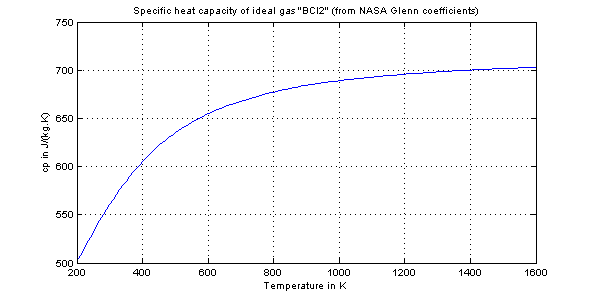 Specific heat capacity of ideal gas "BCl2" (from NASA Glenn coefficients)
750
700
650
600
550
500
cp in J/(kg.K)
200 400 600 800 1000 1200 1400 1600
Temperature in K